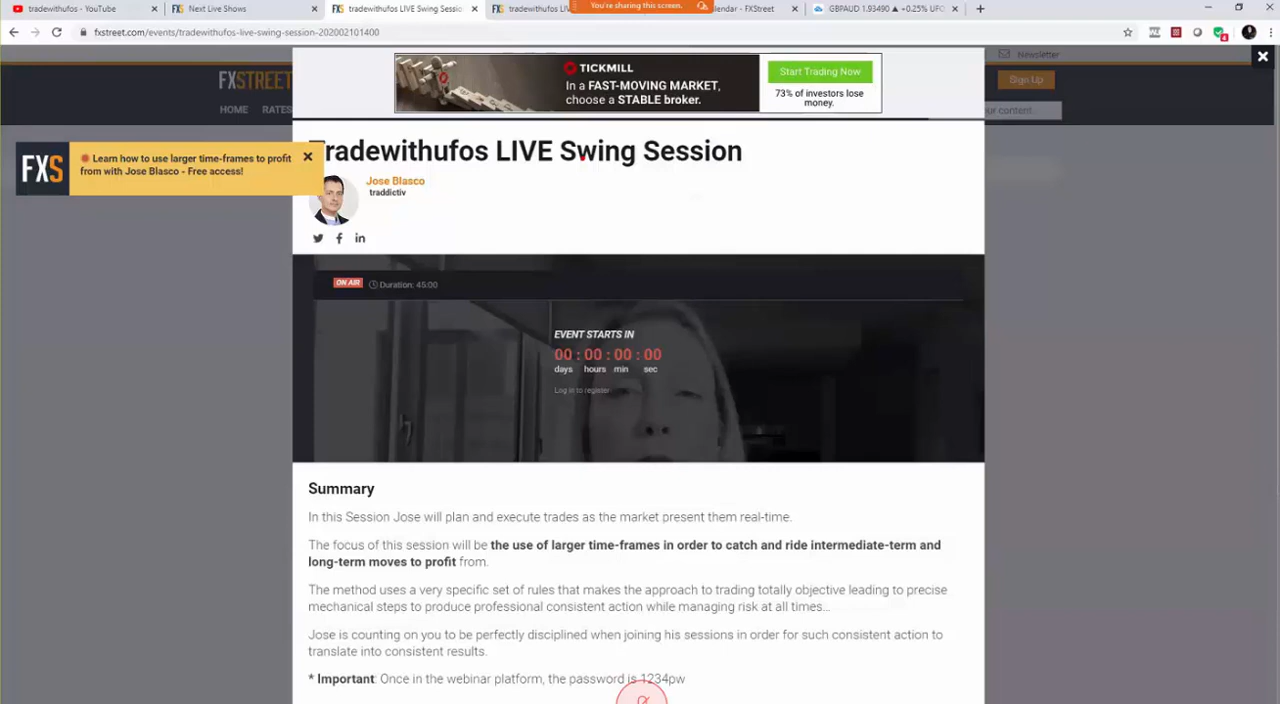 tradewithufos - YouTube
Next Live Shows
tradewithufos LIVE Swing Sessio
tradewithufos LI
You're sharing this screen.
lendar - FXStreet
GBPAUD 1.93490 ▲ +0.25% UFC
fxstreet.com/events/tradewithufos-live-swing-session-202002101400
TICKMILL
In a FAST-MOVING MARKET,
choose a STABLE broker.
Start Trading Now
73% of investors lose
money.
Newsletter
FXSTREET
Sign Up
HOME
RATES
our content.
FXS
Learn how to use larger time-frames to profit
from with Jose Blasco - Free access!
Tradewithufos LIVE Swing Session
Jose Blasco
traddictiv
ON AIR
Duration: 45:00
EVENT STARTS IN
00 : 00 : 00 : 00
days hours min sec
Log in to register
Summary
In this Session Jose will plan and execute trades as the market present them real-time.
The focus of this session will be the use of larger time-frames in order to catch and ride intermediate-term and
long-term moves to profit from.
The method uses a very specific set of rules that makes the approach to trading totally objective leading to precise
mechanical steps to produce professional consistent action while managing risk at all times...
Jose is counting on you to be perfectly disciplined when joining his sessions in order for such consistent action to
translate into consistent results.
* Important: Once in the webinar platform, the password is 1234pw